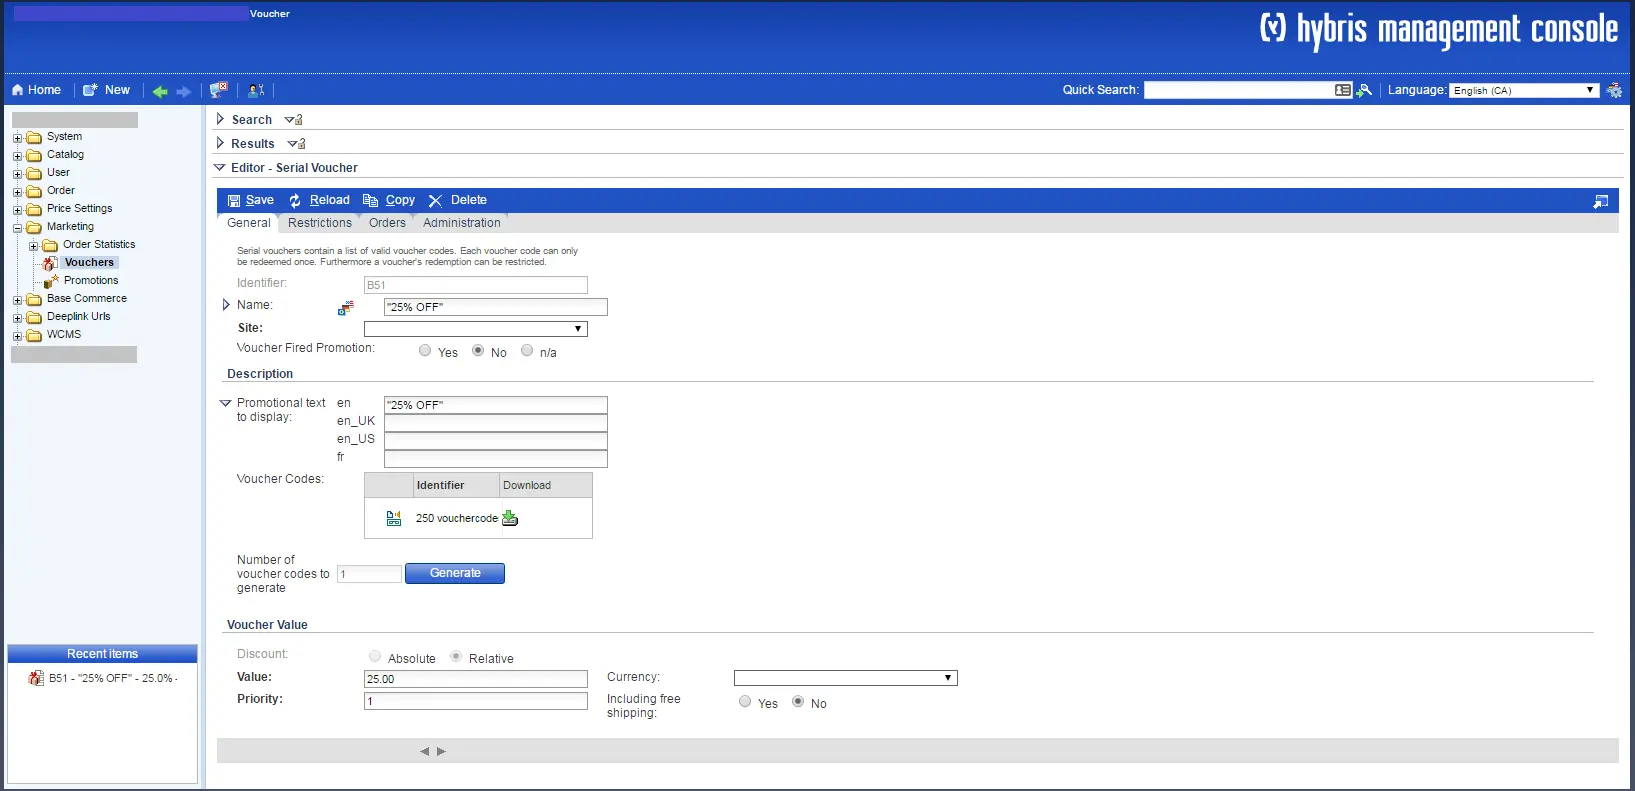 Voucher
(y) hybris management console
Home New Quick Search: Language: English (CA)
System
Catalog
User
Order
Price Settings
Marketing
Order Statistics
Vouchers
Promotions
Base Commerce
Deeplink Urls
WCMS
Recent items
B51 - "25% OFF" - 25.0% -
Search
Results
Editor - Serial Voucher
Save Reload Copy Delete
General Restrictions Orders Administration
Serial vouchers contain a list of valid voucher codes. Each voucher code can only
be redeemed once. Furthermore a voucher's redemption can be restricted.
Identifier: B51
Name: "25% OFF"
Site:
Voucher Fired Promotion: Yes No n/a
Description
Promotional text to display: en "25% OFF"
en_UK
en_US
fr
Voucher Codes: Identifier Download
250 vouchercode
Number of voucher codes to generate 1 Generate
Voucher Value
Discount: Absolute Relative
Value: 25.00 Currency:
Priority: 1 Including free shipping: Yes No